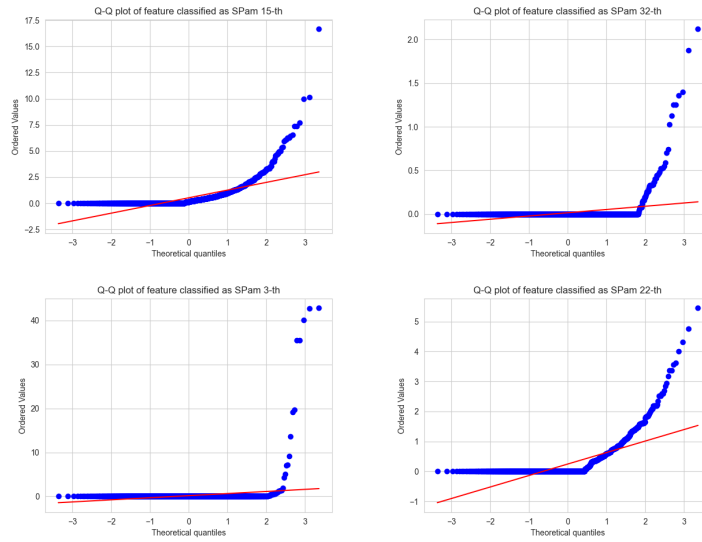 Q-Q plot of feature classified as SPam 15-th
17.5
15.0
12.5
10.0
7.5
5.0
2.5
0.0
−2.5
Ordered Values
−3 −2 −1 0 1 2 3
Theoretical quantiles
Q-Q plot of feature classified as SPam 32-th
2.0
1.5
1.0
0.5
0.0
Ordered Values
−3 −2 −1 0 1 2 3
Theoretical quantiles
Q-Q plot of feature classified as SPam 3-th
40
30
20
10
0
Ordered Values
−3 −2 −1 0 1 2 3
Theoretical quantiles
Q-Q plot of feature classified as SPam 22-th
5
4
3
2
1
0
−1
Ordered Values
−3 −2 −1 0 1 2 3
Theoretical quantiles